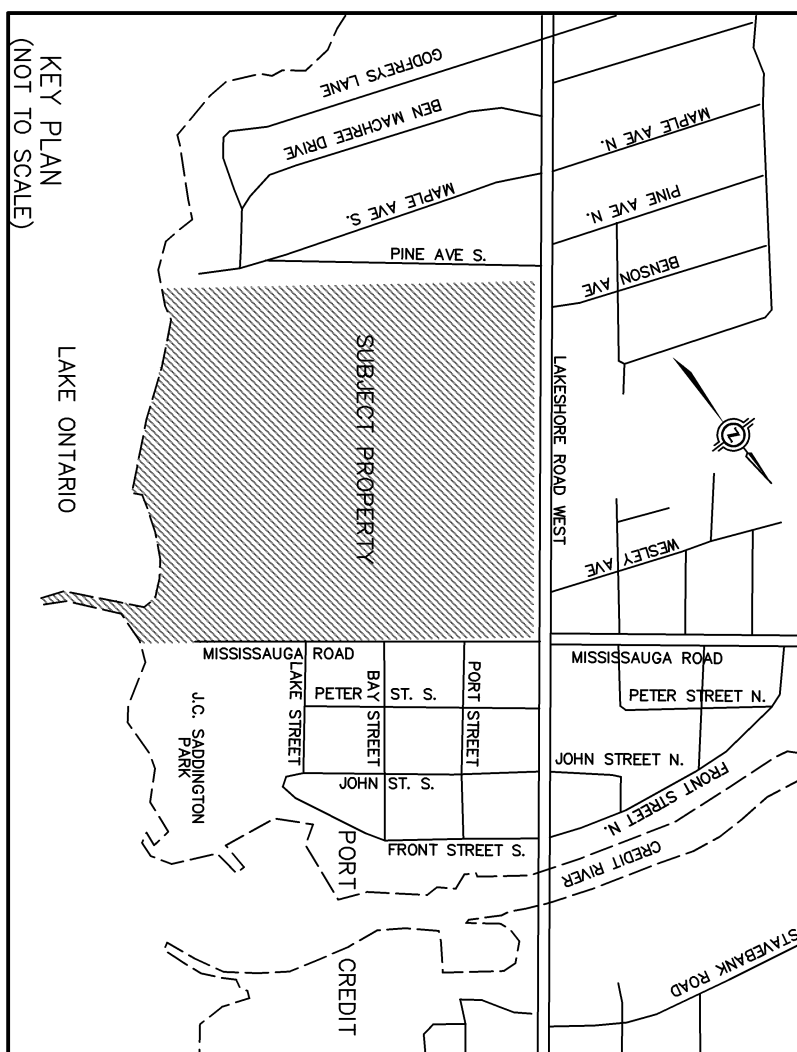 KEY PLAN
(NOT TO SCALE)
GODFREYS LANE
BEN MACHREE DRIVE
MAPLE AVE S.
PINE AVE S.
MAPLE AVE N.
PINE AVE N.
BENSON AVE
LAKESHORE ROAD WEST
N
SUBJECT PROPERTY
LAKE ONTARIO
WESLEY AVE
MISSISSAUGA ROAD
MISSISSAUGA ROAD
LAKE STREET
BAY STREET
PORT STREET
PETER ST. S.
PETER STREET N.
J.C. SADDINGTON
PARK
JOHN ST. S.
JOHN STREET N.
FRONT STREET S.
FRONT STREET N.
CREDIT RIVER
PORT
CREDIT
STAVEBANK ROAD